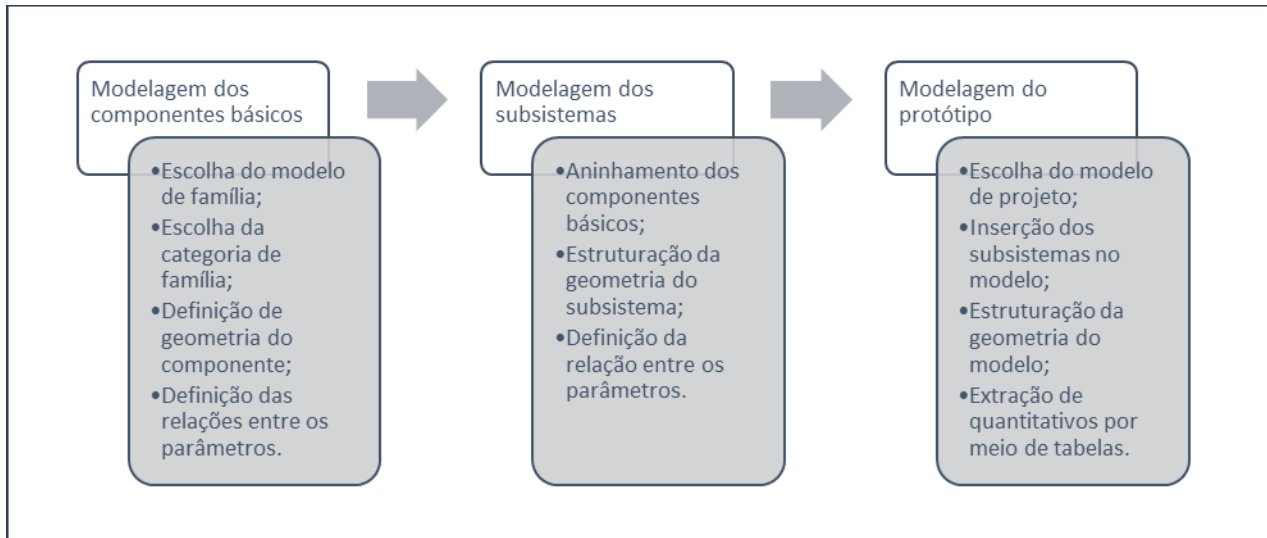 Modelagem dos
componentes básicos
•Escolha do modelo
de família;
•Escolha da
categoria de
família;
•Definição de
geometria do
componente;
•Definição das
relações entre os
parâmetros.
Modelagem dos
subsistemas
•Aninhamento dos
componentes
básicos;
•Estruturação da
geometria do
subsistema;
•Definição da
relação entre os
parâmetros.
Modelagem do
protótipo
•Escolha do modelo
de projeto;
•Inserção dos
subsistemas no
modelo;
•Estruturação da
geometria do
modelo;
•Extração de
quantitativos por
meio de tabelas.